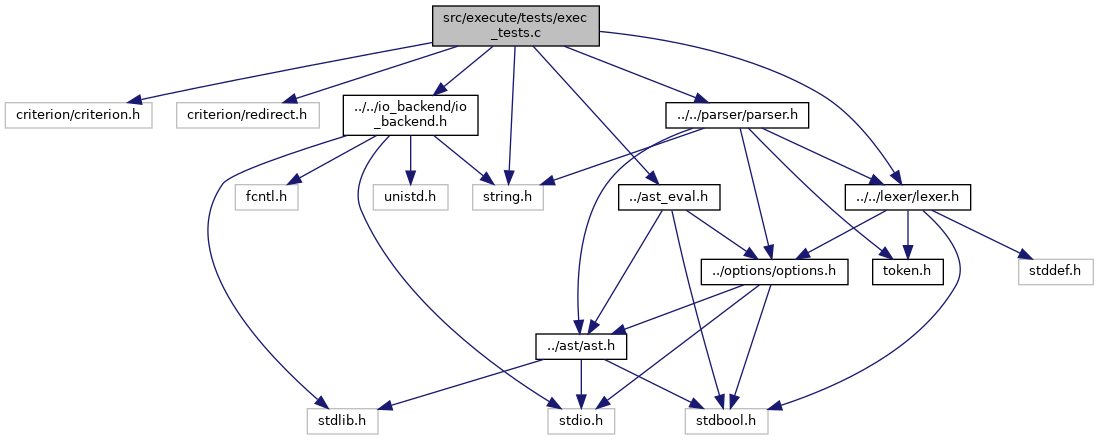 src/execute/tests/exec
_tests.c
criterion/criterion.h
criterion/redirect.h
../../io_backend/io
_backend.h
../../parser/parser.h
fcntl.h
unistd.h
string.h
../ast_eval.h
../../lexer/lexer.h
../options/options.h
token.h
stddef.h
../ast/ast.h
stdlib.h
stdio.h
stdbool.h